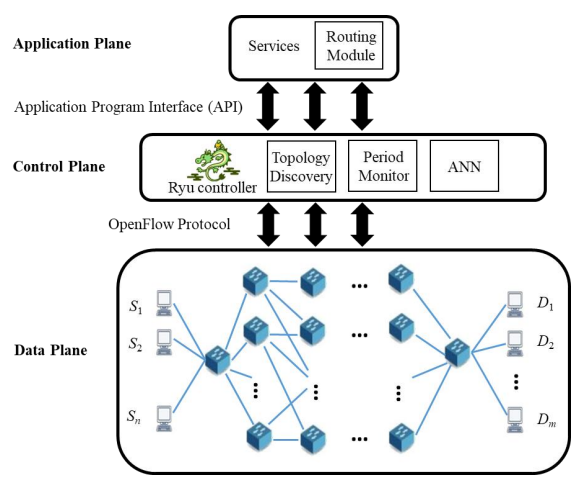 Application Plane
Services
Routing
Module
Application Program Interface (API)
Control Plane
Ryu controller
Topology
Discovery
Period
Monitor
ANN
OpenFlow Protocol
Data Plane
S1
S2
Sn
D1
D2
Dm